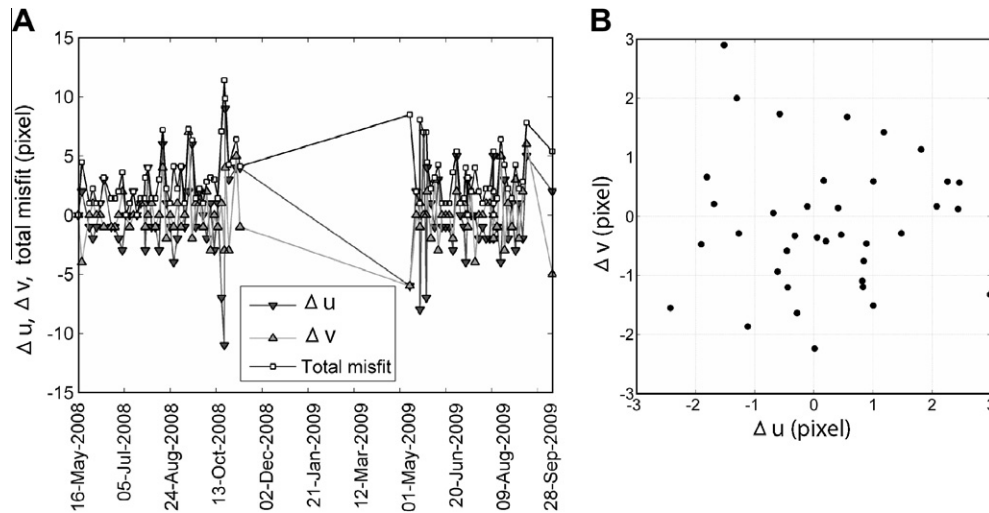 A
Δ u, Δ v, total misfit (pixel)
15
10
5
0
-5
-10
-15
Δ u
Δ v
Total misfit
16-May-2008
05-Jul-2008
24-Aug-2008
13-Oct-2008
02-Dec-2008
21-Jan-2009
12-Mar-2009
01-May-2009
20-Jun-2009
09-Aug-2009
28-Sep-2009
B
Δ v (pixel)
3
2
1
0
-1
-2
-3
-3 -2 -1 0 1 2 3
Δ u (pixel)